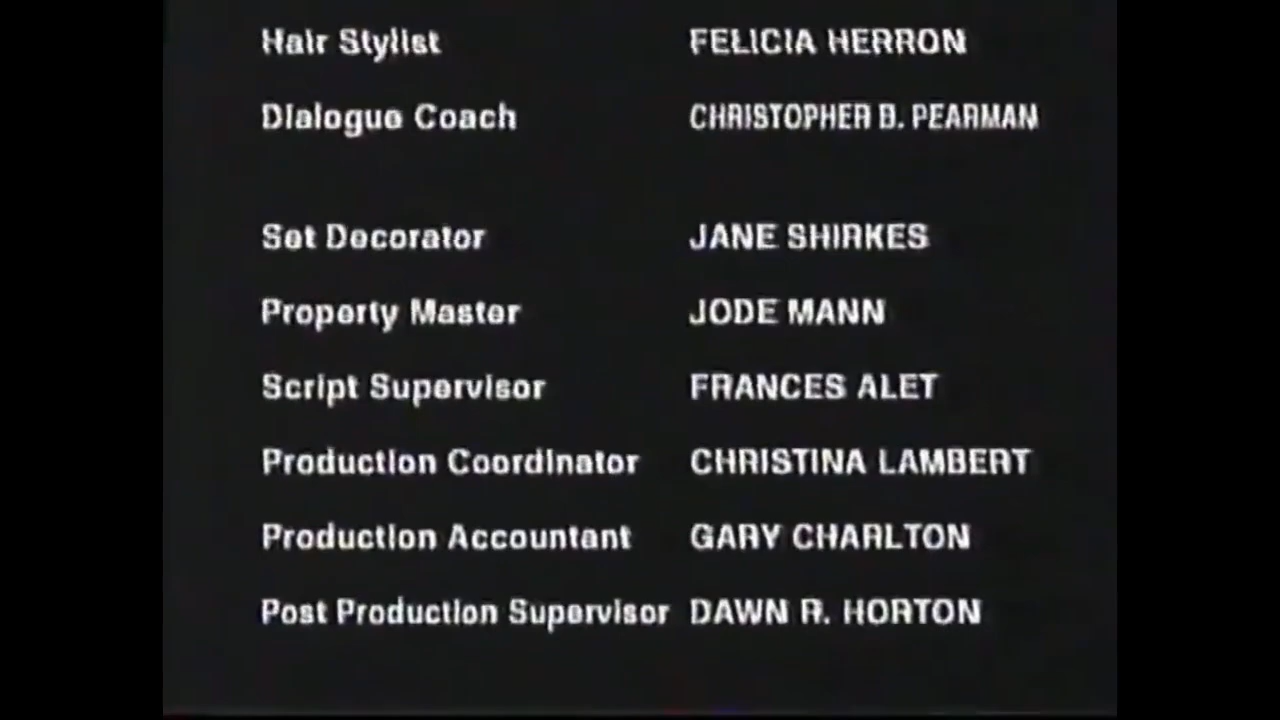 Hair Stylist FELICIA HERRON
Dialogue Coach CHRISTOPHER B. PEARMAN
Set Decorator JANE SHIRKES
Property Master JODE MANN
Script Supervisor FRANCES ALET
Production Coordinator CHRISTINA LAMBERT
Production Accountant GARY CHARLTON
Post Production Supervisor DAWN R. HORTON